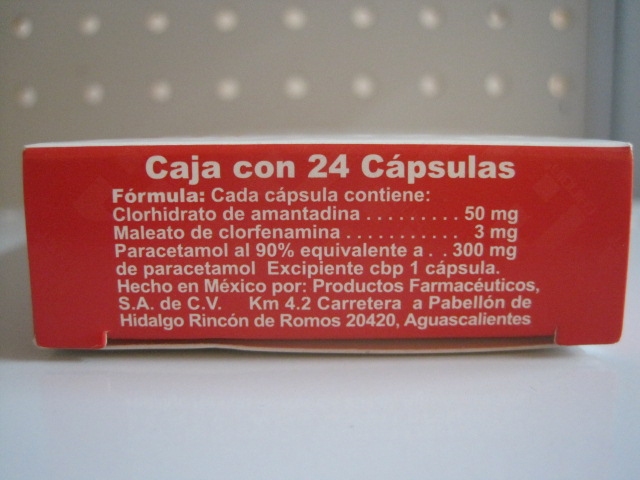 Caja con 24 Cápsulas
Fórmula: Cada cápsula contiene:
Clorhidrato de amantadina . . . . . . . . . . 50 mg
Maleato de clorfenamina . . . . . . . . . . . . 3 mg
Paracetamol al 90% equivalente a . . 300 mg
de paracetamol Excipiente cbp 1 cápsula.
Hecho en México por: Productos Farmacéuticos,
S.A. de C.V. Km 4.2 Carretera a Pabellón de
Hidalgo Rincón de Romos 20420, Aguascalientes